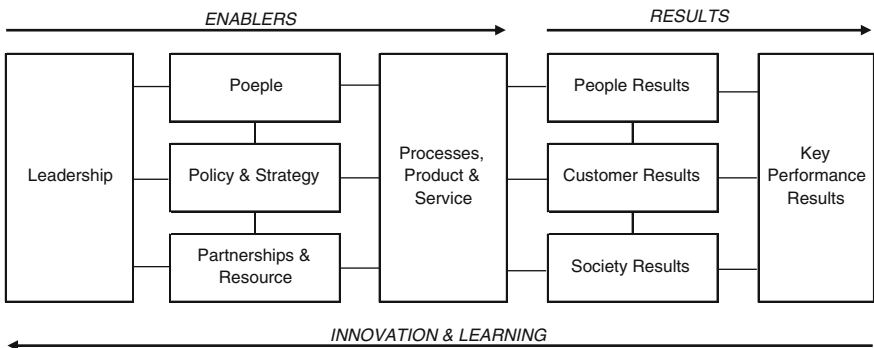 ENABLERS
RESULTS
Leadership
Poeple
Policy & Strategy
Partnerships &
Resource
Processes,
Product &
Service
People Results
Customer Results
Society Results
Key
Performance
Results
INNOVATION & LEARNING